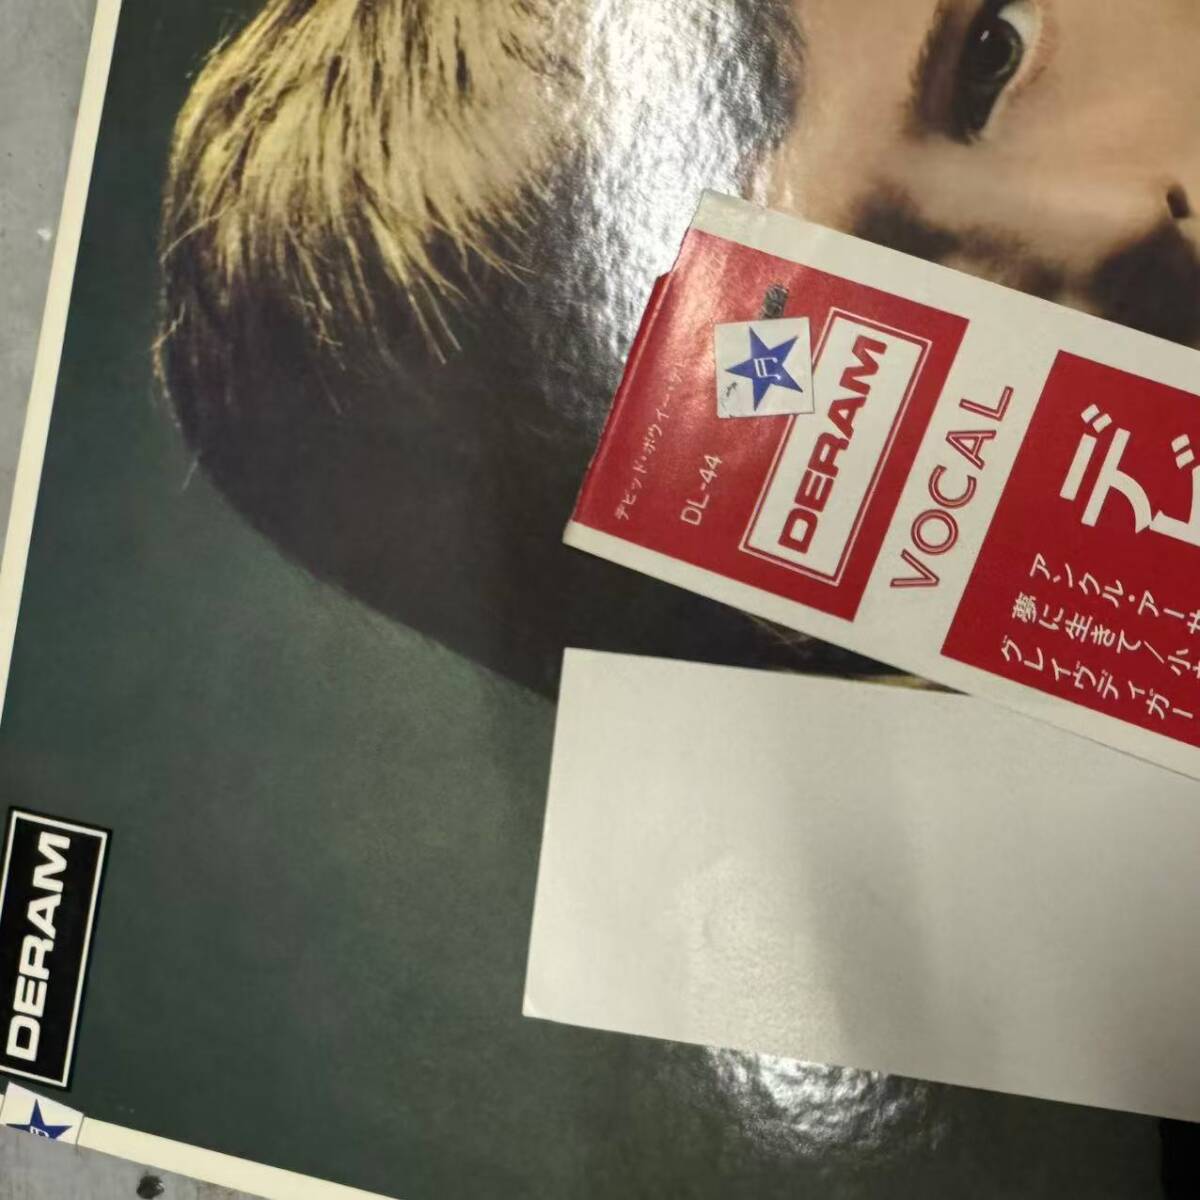 デビッド・ボウイー・
DL-44
DERAM
VOCAL
デビ
アンクル・アーサ
夢に生きて/小
グレイヴディガー
DERAM